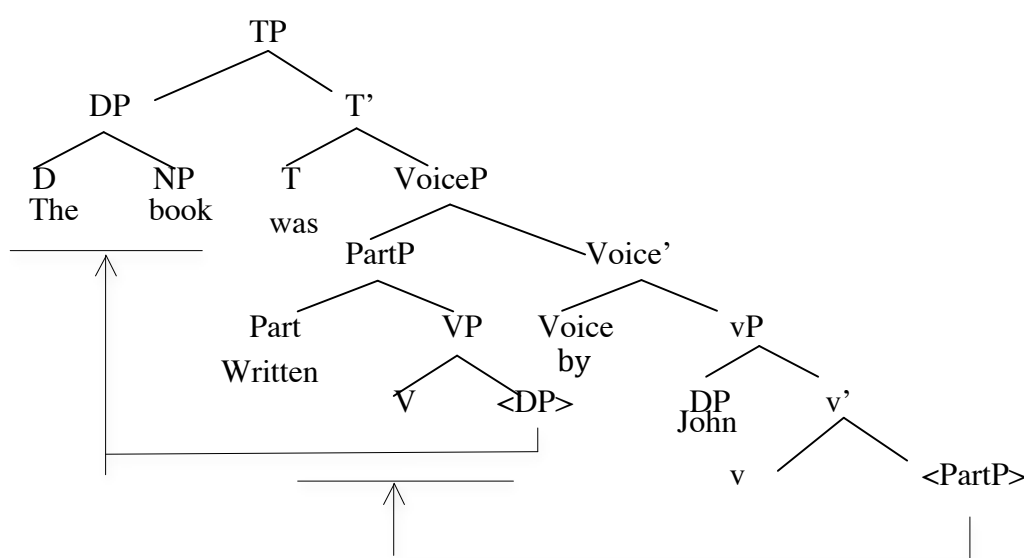 TP
DP T’
D NP T VoiceP
The book was
PartP Voice’
Part VP Voice vP
Written by
V <DP> DP v’
John
v <PartP>